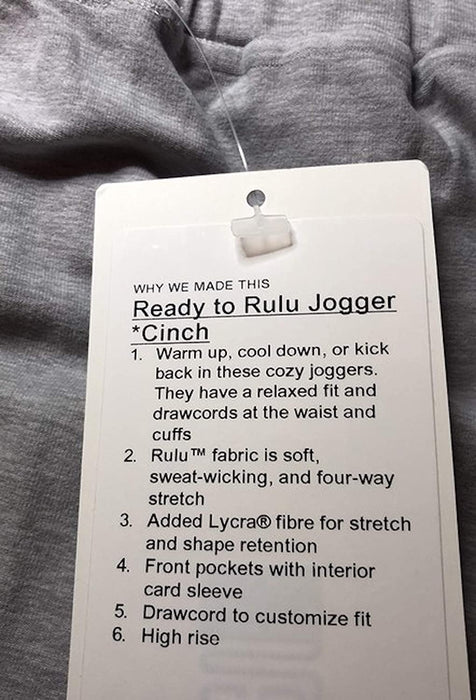 WHY WE MADE THIS
Ready to Rulu Jogger
*Cinch
1. Warm up, cool down, or kick
back in these cozy joggers.
They have a relaxed fit and
drawcords at the waist and
cuffs
2. Rulu™ fabric is soft,
sweat-wicking, and four-way
stretch
3. Added Lycra® fibre for stretch
and shape retention
4. Front pockets with interior
card sleeve
5. Drawcord to customize fit
6. High rise